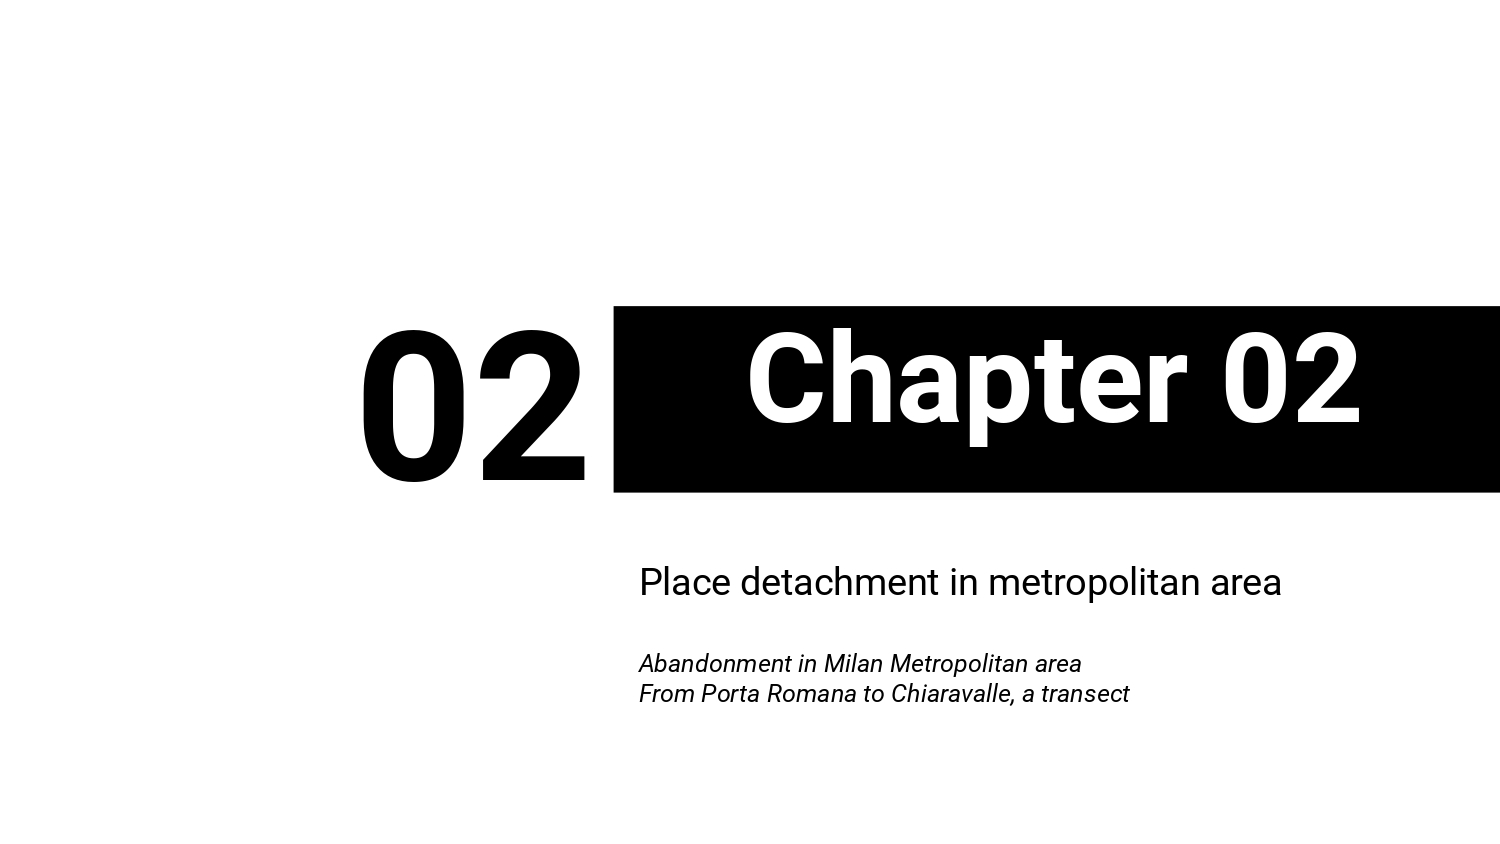 02
Chapter 02
Place detachment in metropolitan area
Abandonment in Milan Metropolitan area
From Porta Romana to Chiaravalle, a transect